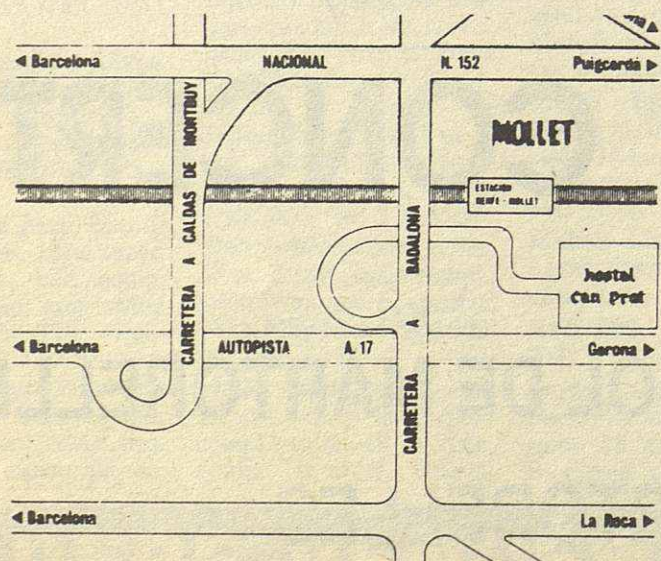 ◄ Barcelona NACIONAL N. 152 Puigcerdá ►
MOLLET
CARRETERA A CALDAS DE MONTBUY
ESTACION
RENFE - MOLLET
CARRETERA A BADALONA
hostal
can Prat
◄ Barcelona AUTOPISTA A. 17 Gerona ►
◄ Barcelona La Roca ►